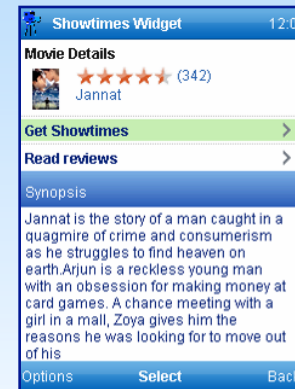 Showtimes Widget 12:0
Movie Details
(342)
Jannat
Get Showtimes
Read reviews
Synopsis
Jannat is the story of a man caught in a
quagmire of crime and consumerism
as he struggles to find heaven on
earth.Arjun is a reckless young man
with an obsession for making money at
card games. A chance meeting with a
girl in a mall, Zoya gives him the
reasons he was looking for to move out
of his
Options Select Back